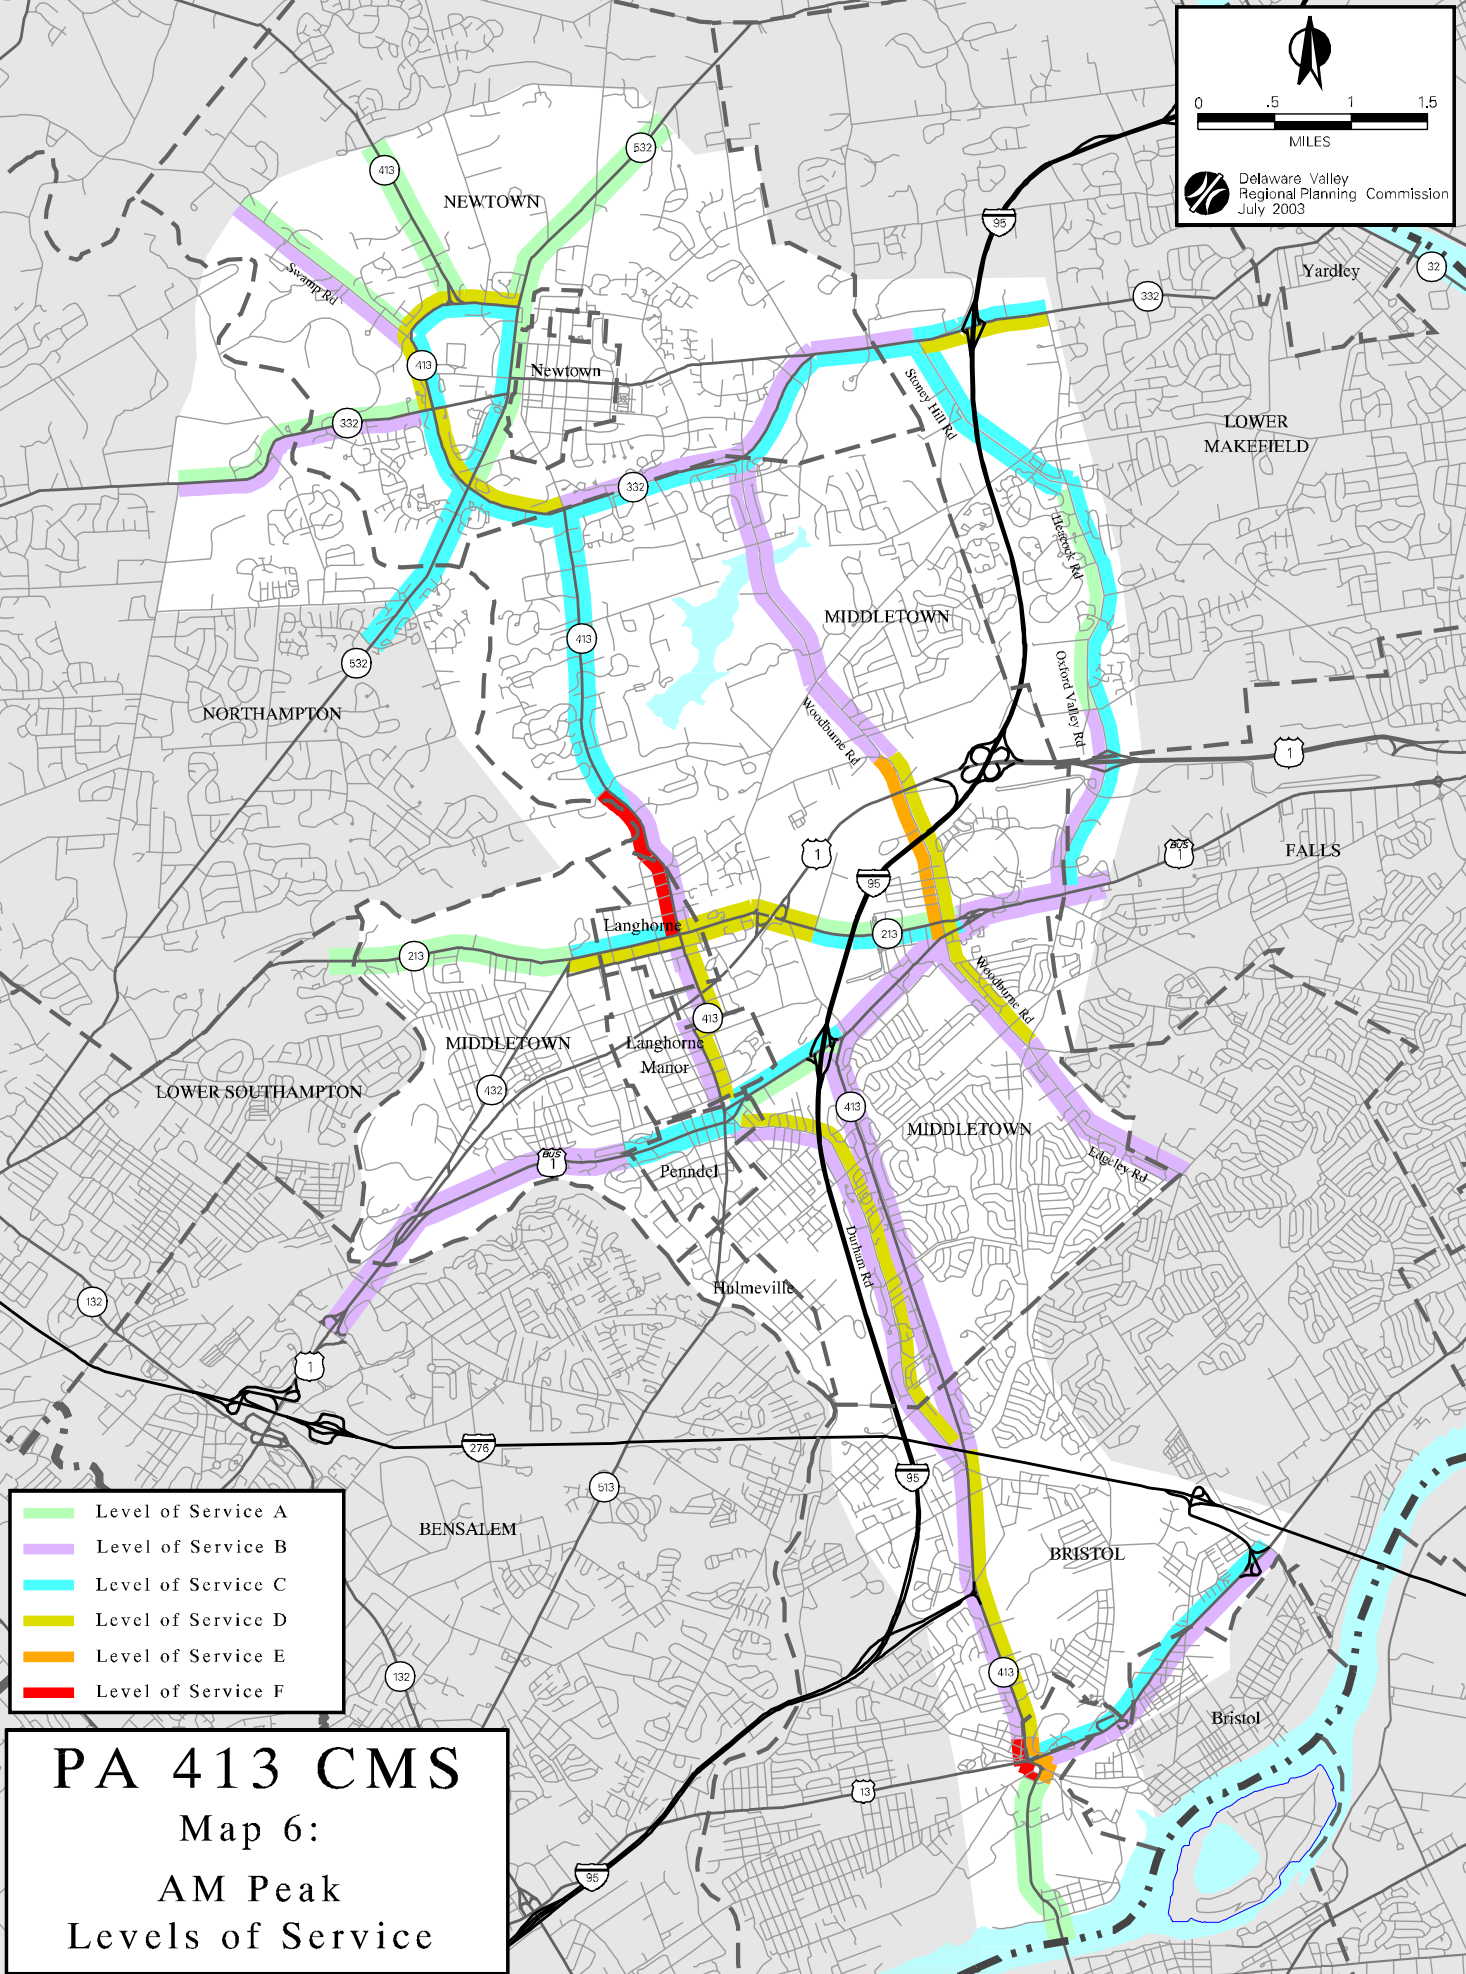 0 .5 1 1.5
MILES
Delaware Valley
Regional Planning Commission
July 2003
532
413
NEWTOWN
95
Yardley
32
332
Swamp Rd
413
Newtown
Stoney Hill Rd
332
LOWER
MAKEFIELD
332
Heacock Rd
MIDDLETOWN
413
532
Oxford Valley Rd
NORTHAMPTON
Woodburne Rd
1
1
BUS
1
FALLS
95
Langhorne
213
213
Woodburne Rd
413
MIDDLETOWN
Langhorne
Manor
LOWER SOUTHAMPTON
432
413
MIDDLETOWN
BUS
1
Penndel
Edgeley Rd
Durham Rd
Hulmeville
132
1
276
95
513
BENSALEM
BRISTOL
Level of Service A
Level of Service B
Level of Service C
Level of Service D
Level of Service E
Level of Service F
132
413
Bristol
13
95
PA 413 CMS
Map 6:
AM Peak
Levels of Service